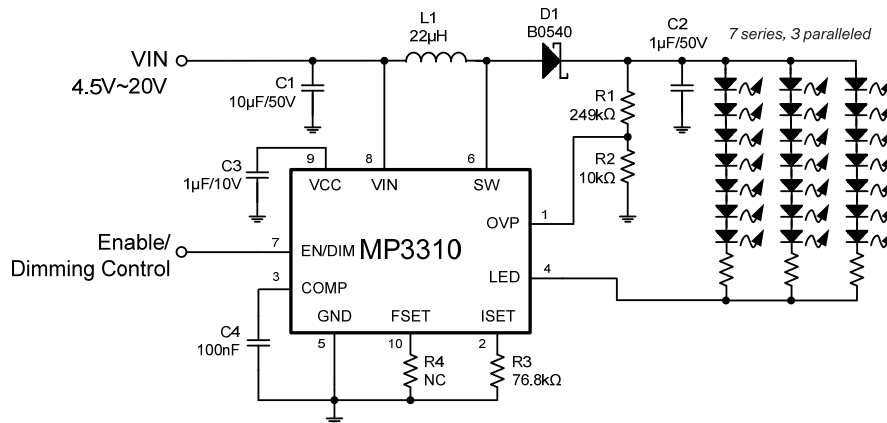 L1
22µH
D1
B0540
C2
1µF/50V
7 series, 3 paralleled
VIN
4.5V~20V
C1
10µF/50V
R1
249kΩ
R2
10kΩ
C3
1µF/10V
9
8
6
VCC
VIN
SW
OVP
1
Enable/
Dimming Control
7
EN/DIM
MP3310
LED
4
3
COMP
GND
FSET
ISET
C4
100nF
5
10
2
R4
NC
R3
76.8kΩ